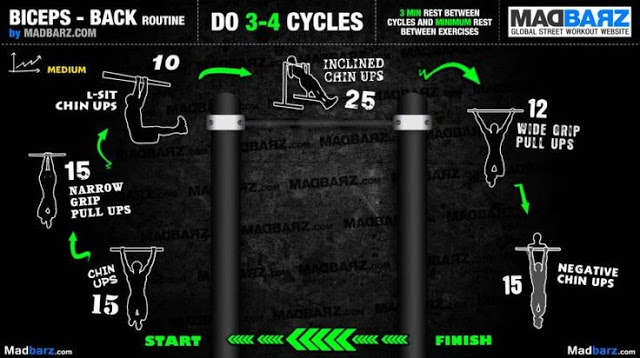 BICEPS - BACK ROUTINE
by MADBARZ.COM
DO 3-4 CYCLES
3 MIN REST BETWEEN
CYCLES AND MINIMUM REST
BETWEEN EXERCISES
MADBARZ
GLOBAL STREET WORKOUT WEBSITE
MEDIUM
10
L-SIT
CHIN UPS
INCLINED
CHIN UPS
25
12
WIDE GRIP
PULL UPS
15
NARROW
GRIP
PULL UPS
CHIN
UPS
15
15
NEGATIVE
CHIN UPS
START
FINISH
Madbarz.com
Madbarz.com
MADBARZ.COM